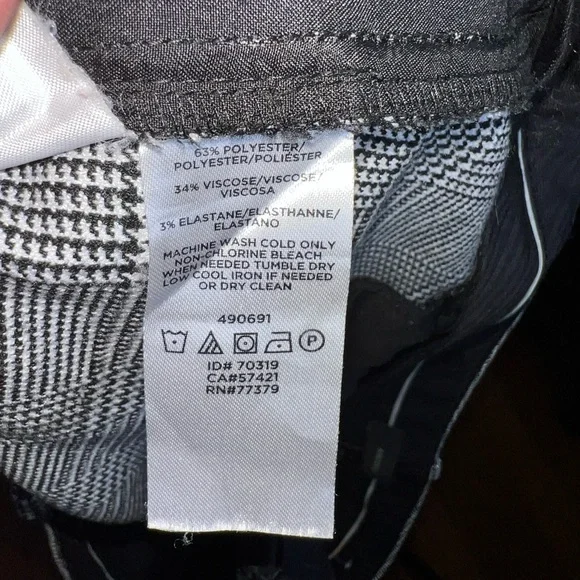 63% POLYESTER/
POLYESTER/POLIÉSTER
34% VISCOSE/VISCOSE/
VISCOSA
3% ELASTANE/ELASTHANNE/
ELASTANO
MACHINE WASH COLD ONLY
NON-CHLORINE BLEACH
WHEN NEEDED TUMBLE DRY
LOW COOL IRON IF NEEDED
OR DRY CLEAN
490691
P
ID# 70319
CA#57421
RN#77379